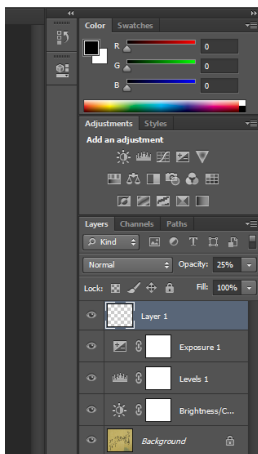 Color Swatches
R 0
G 0
B 0
Adjustments Styles
Add an adjustment
Layers Channels Paths
Kind
Normal Opacity: 25%
Lock: Fill: 100%
Layer 1
Exposure 1
Levels 1
Brightness/C...
Background